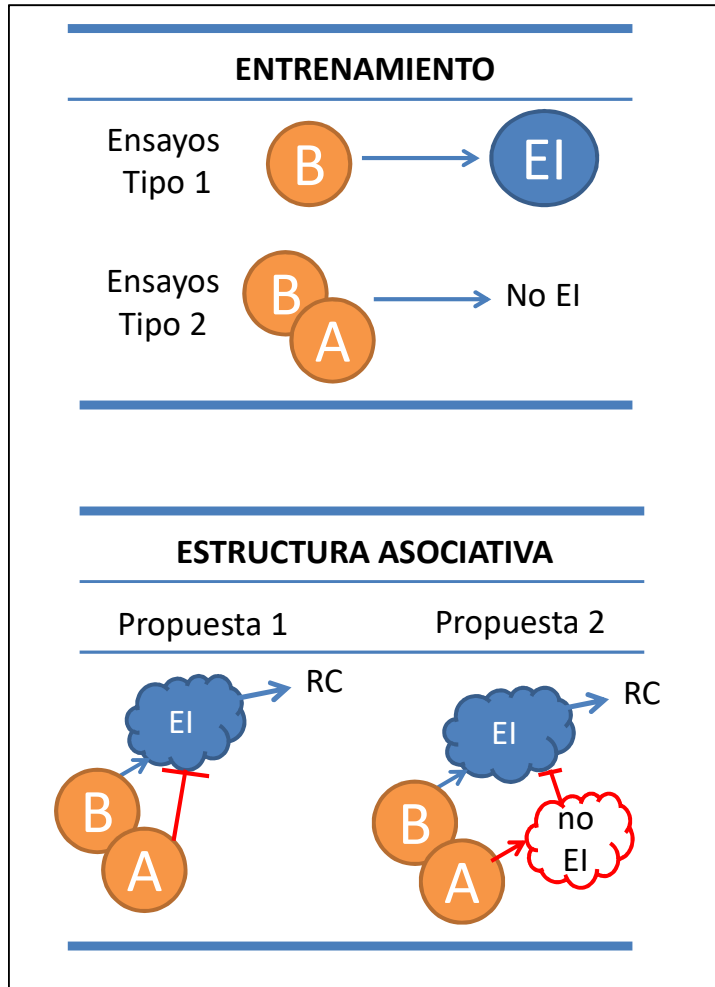 ENTRENAMIENTO
Ensayos
Tipo 1
B
EI
Ensayos
Tipo 2
B
A
No EI
ESTRUCTURA ASOCIATIVA
Propuesta 1
Propuesta 2
EI
RC
B
A
EI
RC
B
A
no
EI